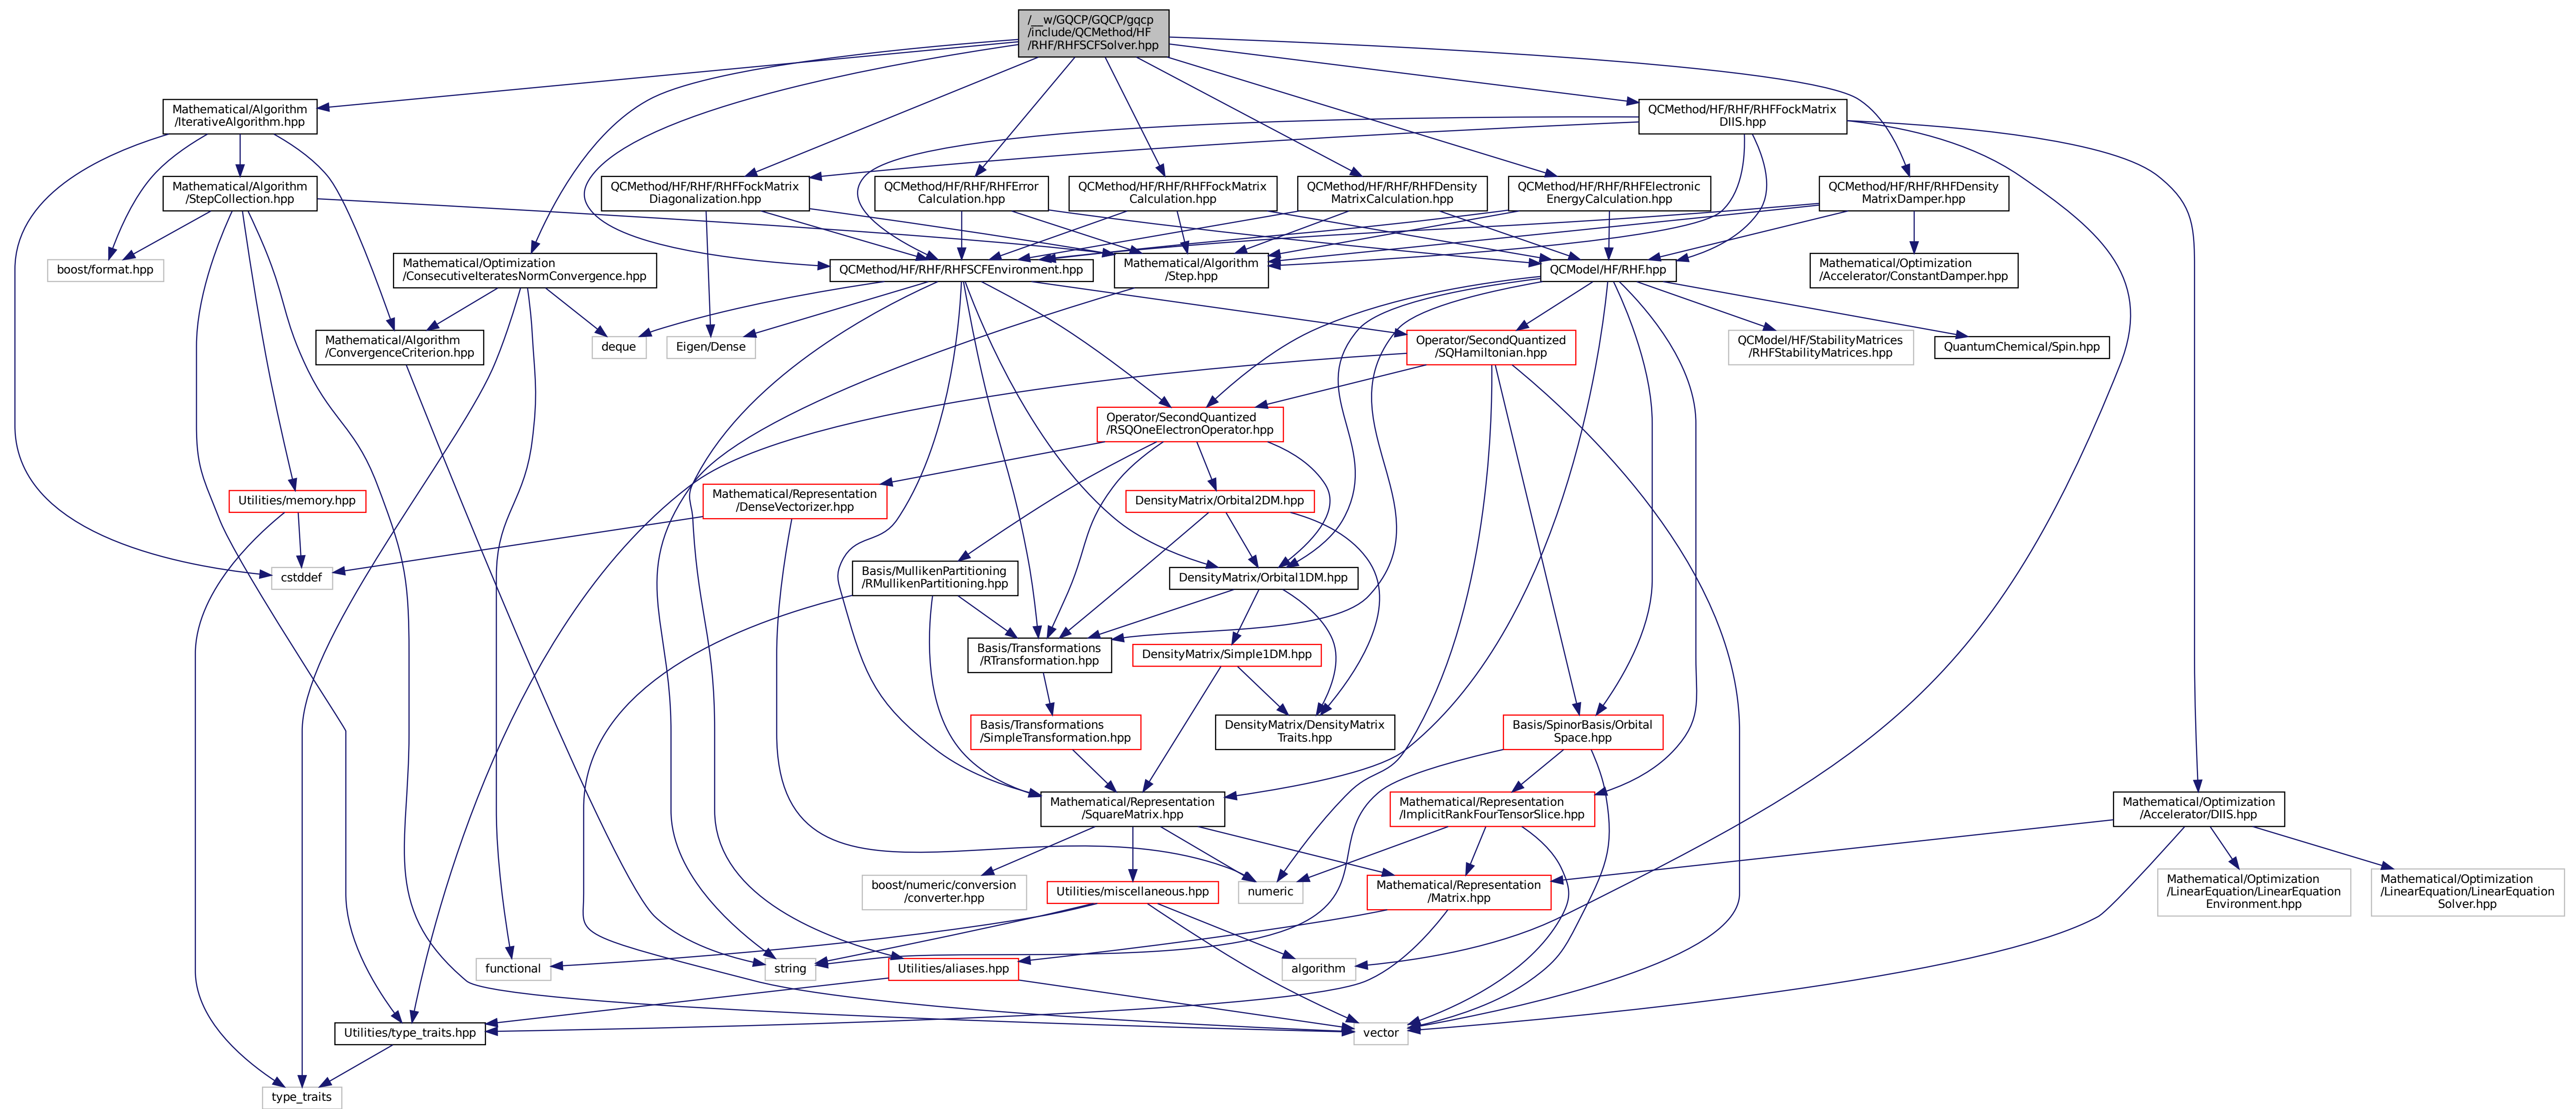 /__w/GQCP/GQCP/gqcp
/include/QCMethod/HF
/RHF/RHFSCFSolver.hpp
Mathematical/Algorithm
/IterativeAlgorithm.hpp
QCMethod/HF/RHF/RHFFockMatrix
DIIS.hpp
Mathematical/Algorithm
/StepCollection.hpp
QCMethod/HF/RHF/RHFFockMatrix
Diagonalization.hpp
QCMethod/HF/RHF/RHFError
Calculation.hpp
QCMethod/HF/RHF/RHFFockMatrix
Calculation.hpp
QCMethod/HF/RHF/RHFDensity
MatrixCalculation.hpp
QCMethod/HF/RHF/RHFElectronic
EnergyCalculation.hpp
QCMethod/HF/RHF/RHFDensity
MatrixDamper.hpp
boost/format.hpp
Mathematical/Optimization
/ConsecutiveIteratesNormConvergence.hpp
QCMethod/HF/RHF/RHFSCFEnvironment.hpp
Mathematical/Algorithm
/Step.hpp
QCModel/HF/RHF.hpp
Mathematical/Optimization
/Accelerator/ConstantDamper.hpp
Mathematical/Algorithm
/ConvergenceCriterion.hpp
deque
Eigen/Dense
Operator/SecondQuantized
/SQHamiltonian.hpp
QCModel/HF/StabilityMatrices
/RHFStabilityMatrices.hpp
QuantumChemical/Spin.hpp
Operator/SecondQuantized
/RSQOneElectronOperator.hpp
Utilities/memory.hpp
Mathematical/Representation
/DenseVectorizer.hpp
DensityMatrix/Orbital2DM.hpp
cstddef
Basis/MullikenPartitioning
/RMullikenPartitioning.hpp
DensityMatrix/Orbital1DM.hpp
Basis/Transformations
/RTransformation.hpp
DensityMatrix/Simple1DM.hpp
Basis/Transformations
/SimpleTransformation.hpp
DensityMatrix/DensityMatrix
Traits.hpp
Basis/SpinorBasis/Orbital
Space.hpp
Mathematical/Representation
/SquareMatrix.hpp
Mathematical/Representation
/ImplicitRankFourTensorSlice.hpp
Mathematical/Optimization
/Accelerator/DIIS.hpp
boost/numeric/conversion
/converter.hpp
Utilities/miscellaneous.hpp
numeric
Mathematical/Representation
/Matrix.hpp
Mathematical/Optimization
/LinearEquation/LinearEquation
Environment.hpp
Mathematical/Optimization
/LinearEquation/LinearEquation
Solver.hpp
functional
string
Utilities/aliases.hpp
algorithm
Utilities/type_traits.hpp
vector
type_traits